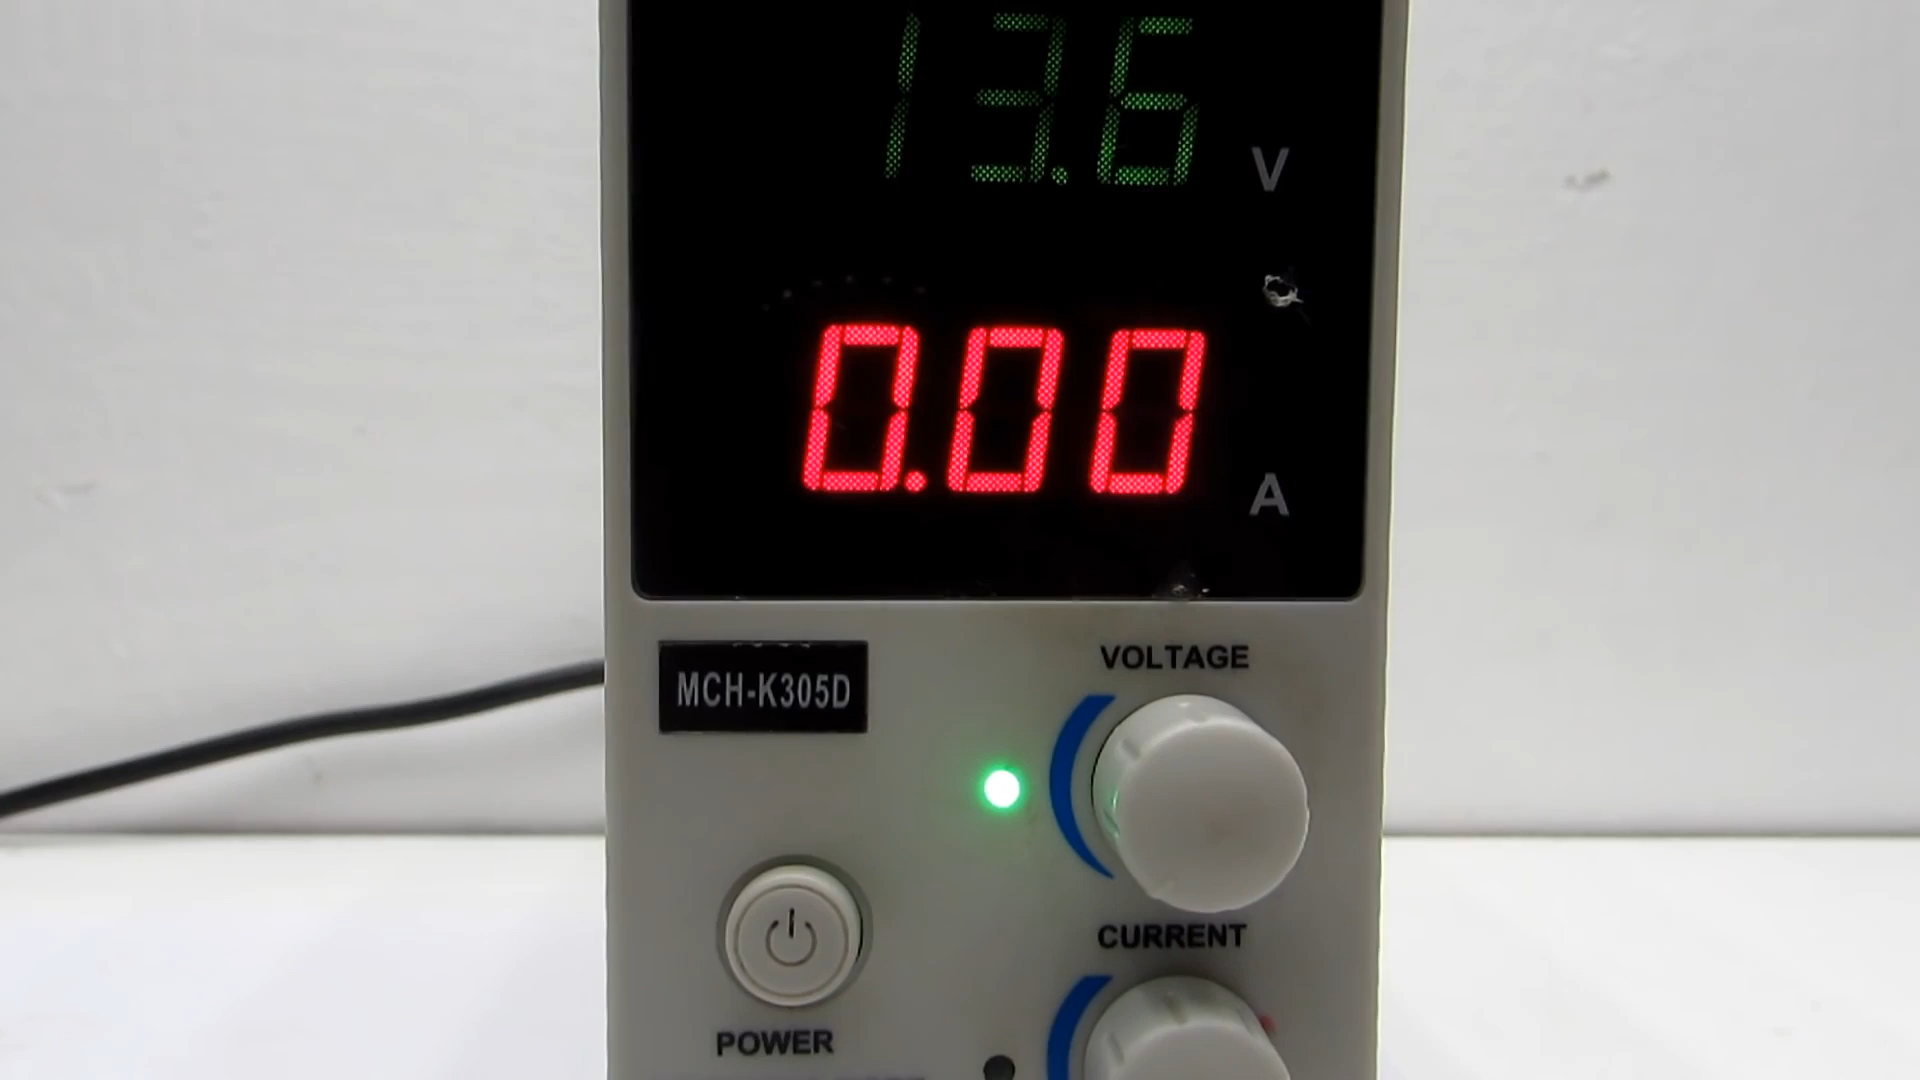 13.6
V
0.00
A
MCH-K305D
VOLTAGE
CURRENT
POWER